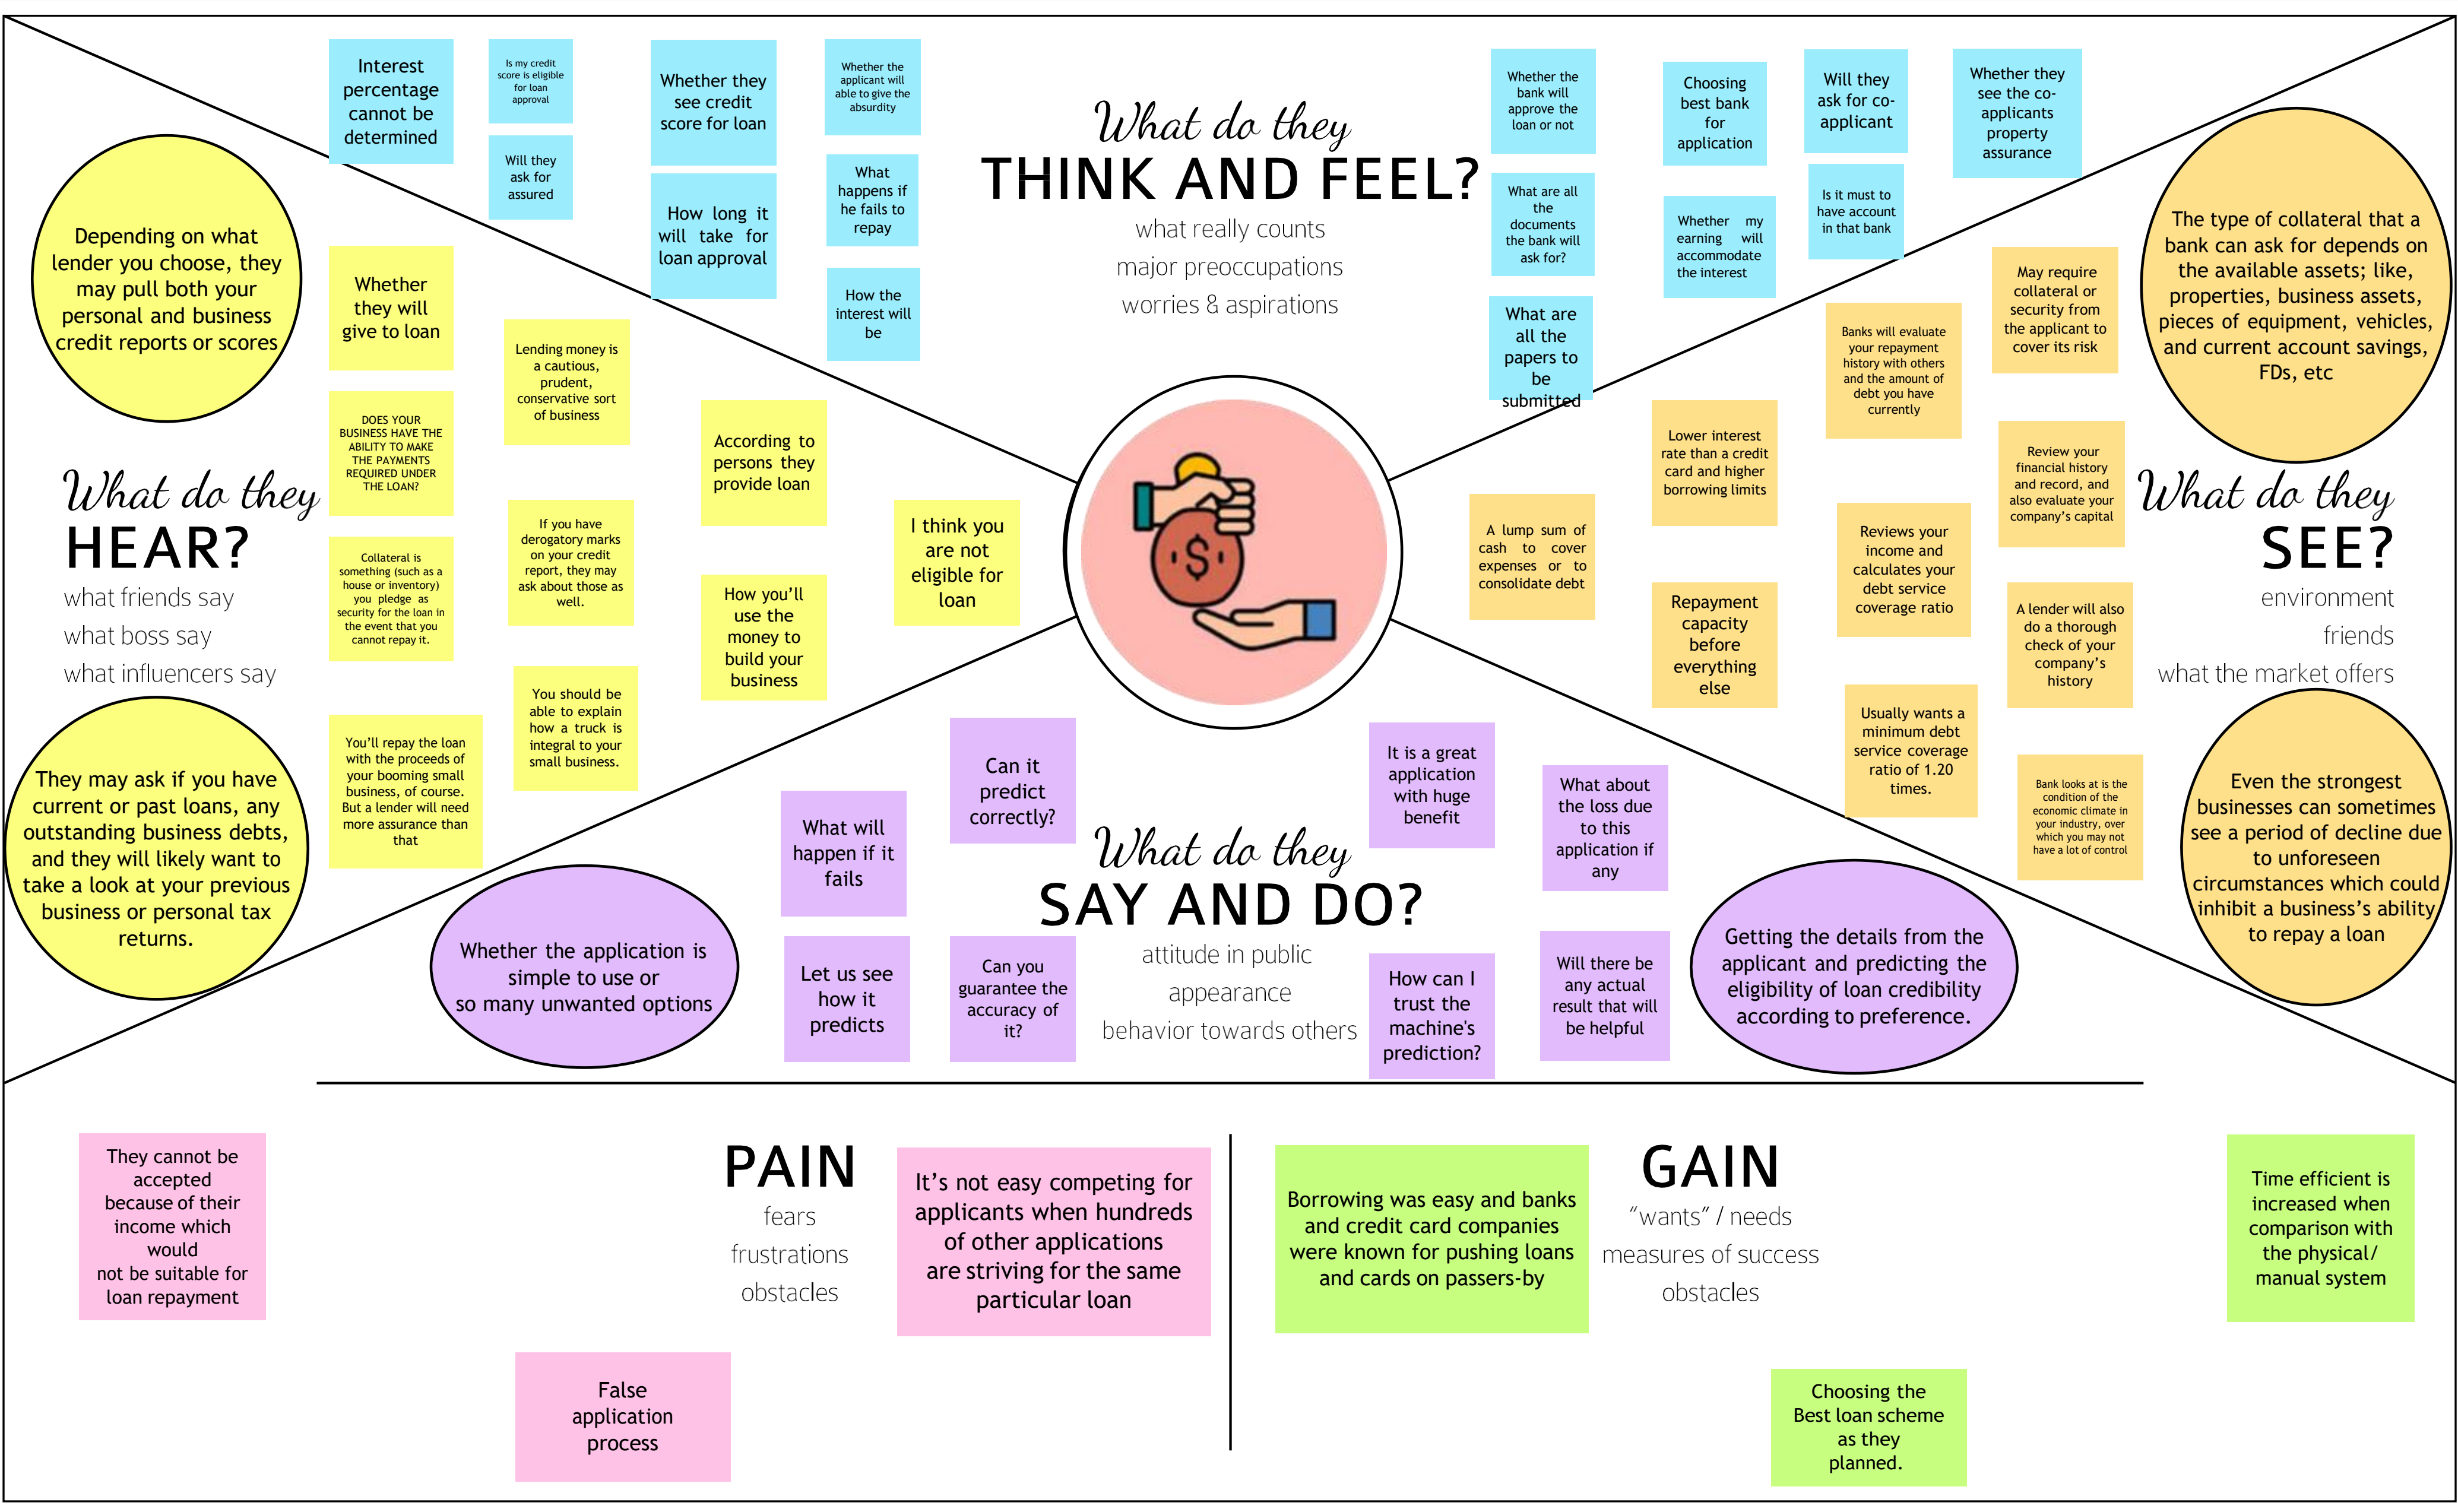 Interest
percentage
cannot be
determined
Is my credit
score is eligible
for loan
approval
Will they
ask for
assured
Whether they
see credit
score for loan
How long it
will take for
loan approval
Whether the
applicant will
able to give the
absurdity
What
happens if
he fails to
repay
How the
interest will
be
What do they
THINK AND FEEL?
what really counts
major preoccupations
worries & aspirations
Whether the
bank will
approve the
loan or not
What are all
the
documents
the bank will
ask for?
What are
all the
papers to
be
submitted
Choosing
best bank
for
application
Whether my
earning will
accommodate
the interest
Will they
ask for co-
applicant
Is it must to
have account
in that bank
Whether they
see the co-
applicants
property
assurance
Depending on what
lender you choose, they
may pull both your
personal and business
credit reports or scores
What do they
HEAR?
what friends say
what boss say
what influencers say
They may ask if you have
current or past loans, any
outstanding business debts,
and they will likely want to
take a look at your previous
business or personal tax
returns.
Whether
they will
give to loan
DOES YOUR
BUSINESS HAVE THE
ABILITY TO MAKE
THE PAYMENTS
REQUIRED UNDER
THE LOAN?
Collateral is
something (such as a
house or inventory)
you pledge as
security for the loan in
the event that you
cannot repay it.
You’ll repay the loan
with the proceeds of
your booming small
business, of course.
But a lender will need
more assurance than
that
Lending money is
a cautious,
prudent,
conservative sort
of business
If you have
derogatory marks
on your credit
report, they may
ask about those as
well.
You should be
able to explain
how a truck is
integral to your
small business.
According to
persons they
provide loan
How you’ll
use the
money to
build your
business
I think you
are not
eligible for
loan
$
A lump sum of
cash to cover
expenses or to
consolidate debt
Lower interest
rate than a credit
card and higher
borrowing limits
Repayment
capacity
before
everything
else
Banks will evaluate
your repayment
history with others
and the amount of
debt you have
currently
Reviews your
income and
calculates your
debt service
coverage ratio
Usually wants a
minimum debt
service coverage
ratio of 1.20
times.
May require
collateral or
security from
the applicant to
cover its risk
Review your
financial history
and record, and
also evaluate your
company’s capital
A lender will also
do a thorough
check of your
company’s
history
Bank looks at is the
condition of the
economic climate in
your industry, over
which you may not
have a lot of control
The type of collateral that a
bank can ask for depends on
the available assets; like,
properties, business assets,
pieces of equipment, vehicles,
and current account savings,
FDs, etc
What do they
SEE?
environment
friends
what the market offers
Even the strongest
businesses can sometimes
see a period of decline due
to unforeseen
circumstances which could
inhibit a business’s ability
to repay a loan
Whether the application is
simple to use or
so many unwanted options
What will
happen if it
fails
Let us see
how it
predicts
Can it
predict
correctly?
Can you
guarantee the
accuracy of
it?
What do they
SAY AND DO?
attitude in public
appearance
behavior towards others
It is a great
application
with huge
benefit
How can I
trust the
machine's
prediction?
What about
the loss due
to this
application if
any
Will there be
any actual
result that will
be helpful
Getting the details from the
applicant and predicting the
eligibility of loan credibility
according to preference.
They cannot be
accepted
because of their
income which
would
not be suitable for
loan repayment
False
application
process
PAIN
fears
frustrations
obstacles
It’s not easy competing for
applicants when hundreds
of other applications
are striving for the same
particular loan
Borrowing was easy and banks
and credit card companies
were known for pushing loans
and cards on passers-by
GAIN
“wants” / needs
measures of success
obstacles
Choosing the
Best loan scheme
as they
planned.
Time efficient is
increased when
comparison with
the physical/
manual system